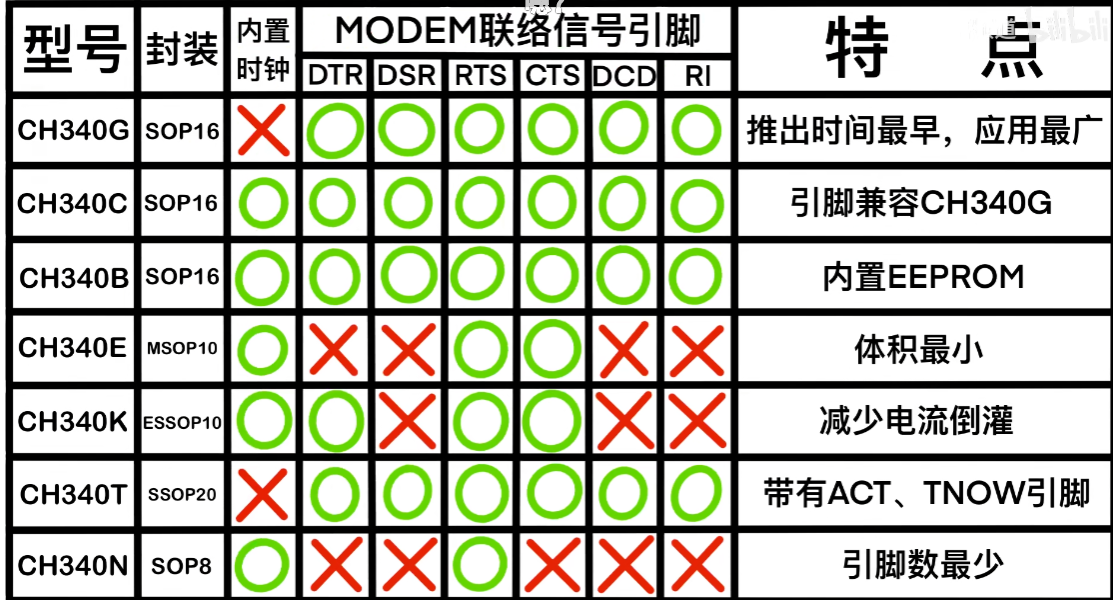 型号 封装 内置时钟 MODEM联络信号引脚 特 点
DTR DSR RTS CTS DCD RI
CH340G SOP16 推出时间最早，应用最广
CH340C SOP16 引脚兼容CH340G
CH340B SOP16 内置EEPROM
CH340E MSOP10 体积最小
CH340K ESSOP10 减少电流倒灌
CH340T SSOP20 带有ACT、TNOW引脚
CH340N SOP8 引脚数最少
bilibili